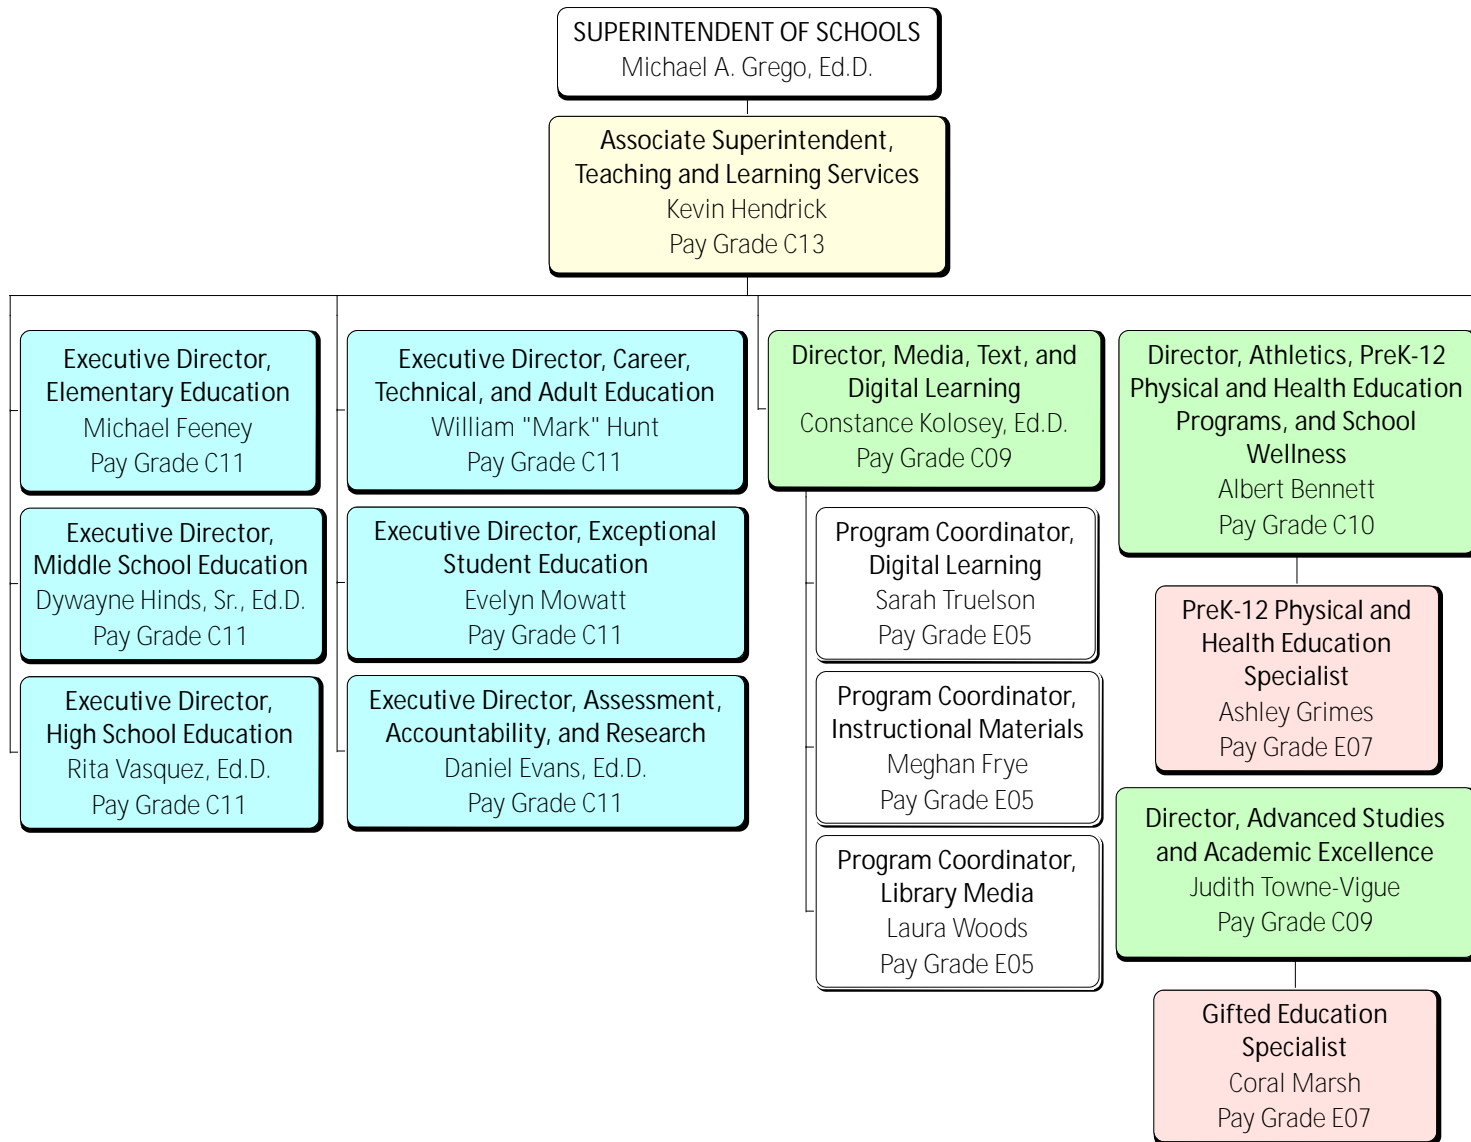 SUPERINTENDENT OF SCHOOLS
Michael A. Grego, Ed.D.
Associate Superintendent,
Teaching and Learning Services
Kevin Hendrick
Pay Grade C13
Executive Director,
Elementary Education
Michael Feeney
Pay Grade C11
Executive Director,
Middle School Education
Dywayne Hinds, Sr., Ed.D.
Pay Grade C11
Executive Director,
High School Education
Rita Vasquez, Ed.D.
Pay Grade C11
Executive Director, Career,
Technical, and Adult Education
William "Mark" Hunt
Pay Grade C11
Executive Director, Exceptional
Student Education
Evelyn Mowatt
Pay Grade C11
Executive Director, Assessment,
Accountability, and Research
Daniel Evans, Ed.D.
Pay Grade C11
Director, Media, Text, and
Digital Learning
Constance Kolosey, Ed.D.
Pay Grade C09
Program Coordinator,
Digital Learning
Sarah Truelson
Pay Grade E05
Program Coordinator,
Instructional Materials
Meghan Frye
Pay Grade E05
Program Coordinator,
Library Media
Laura Woods
Pay Grade E05
Director, Athletics, PreK-12
Physical and Health Education
Programs, and School
Wellness
Albert Bennett
Pay Grade C10
PreK-12 Physical and
Health Education
Specialist
Ashley Grimes
Pay Grade E07
Director, Advanced Studies
and Academic Excellence
Judith Towne-Vigue
Pay Grade C09
Gifted Education
Specialist
Coral Marsh
Pay Grade E07